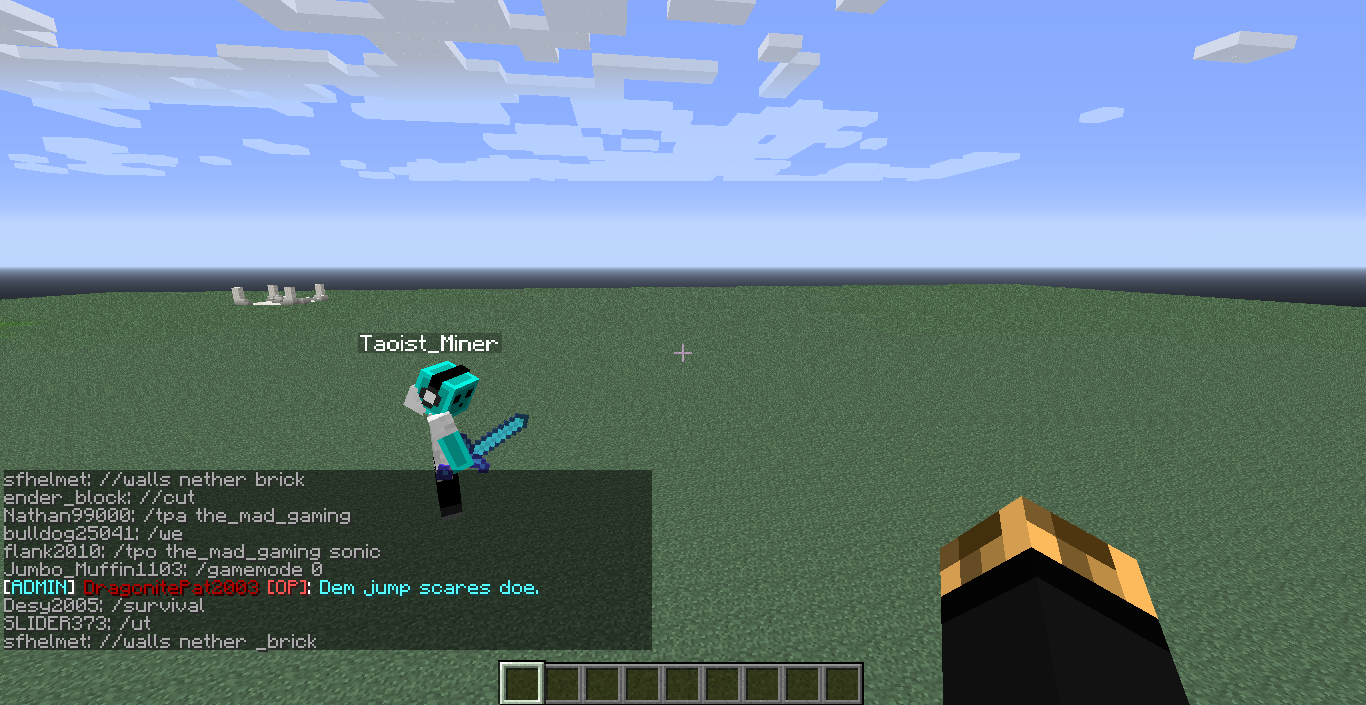 Taoist_Miner
sfhelmet: //walls nether brick
ender_block: //cut
Nathan99000: /tpa the_mad_gaming
bulldog25041: /we
flank2010: /tpo the_mad_gaming sonic
Jumbo_Muffin1103: /gamemode 0
[ADMIN] DragonitePat2003 [OP]: Dem jump scares doe.
Desy2005: /survival
SLIDER373: /ut
sfhelmet: //walls nether _brick